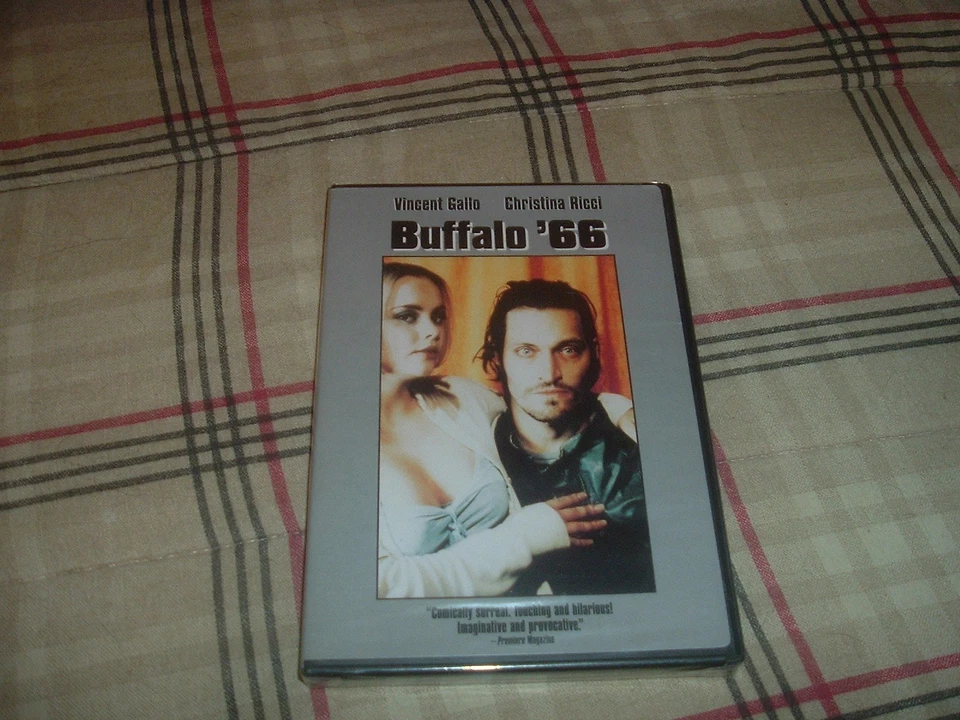 Vincent Gallo Christina Ricci
Buffalo '66
"Comically surreal. Touching and hilarious!
Imaginative and provocative."
– Premiere Magazine